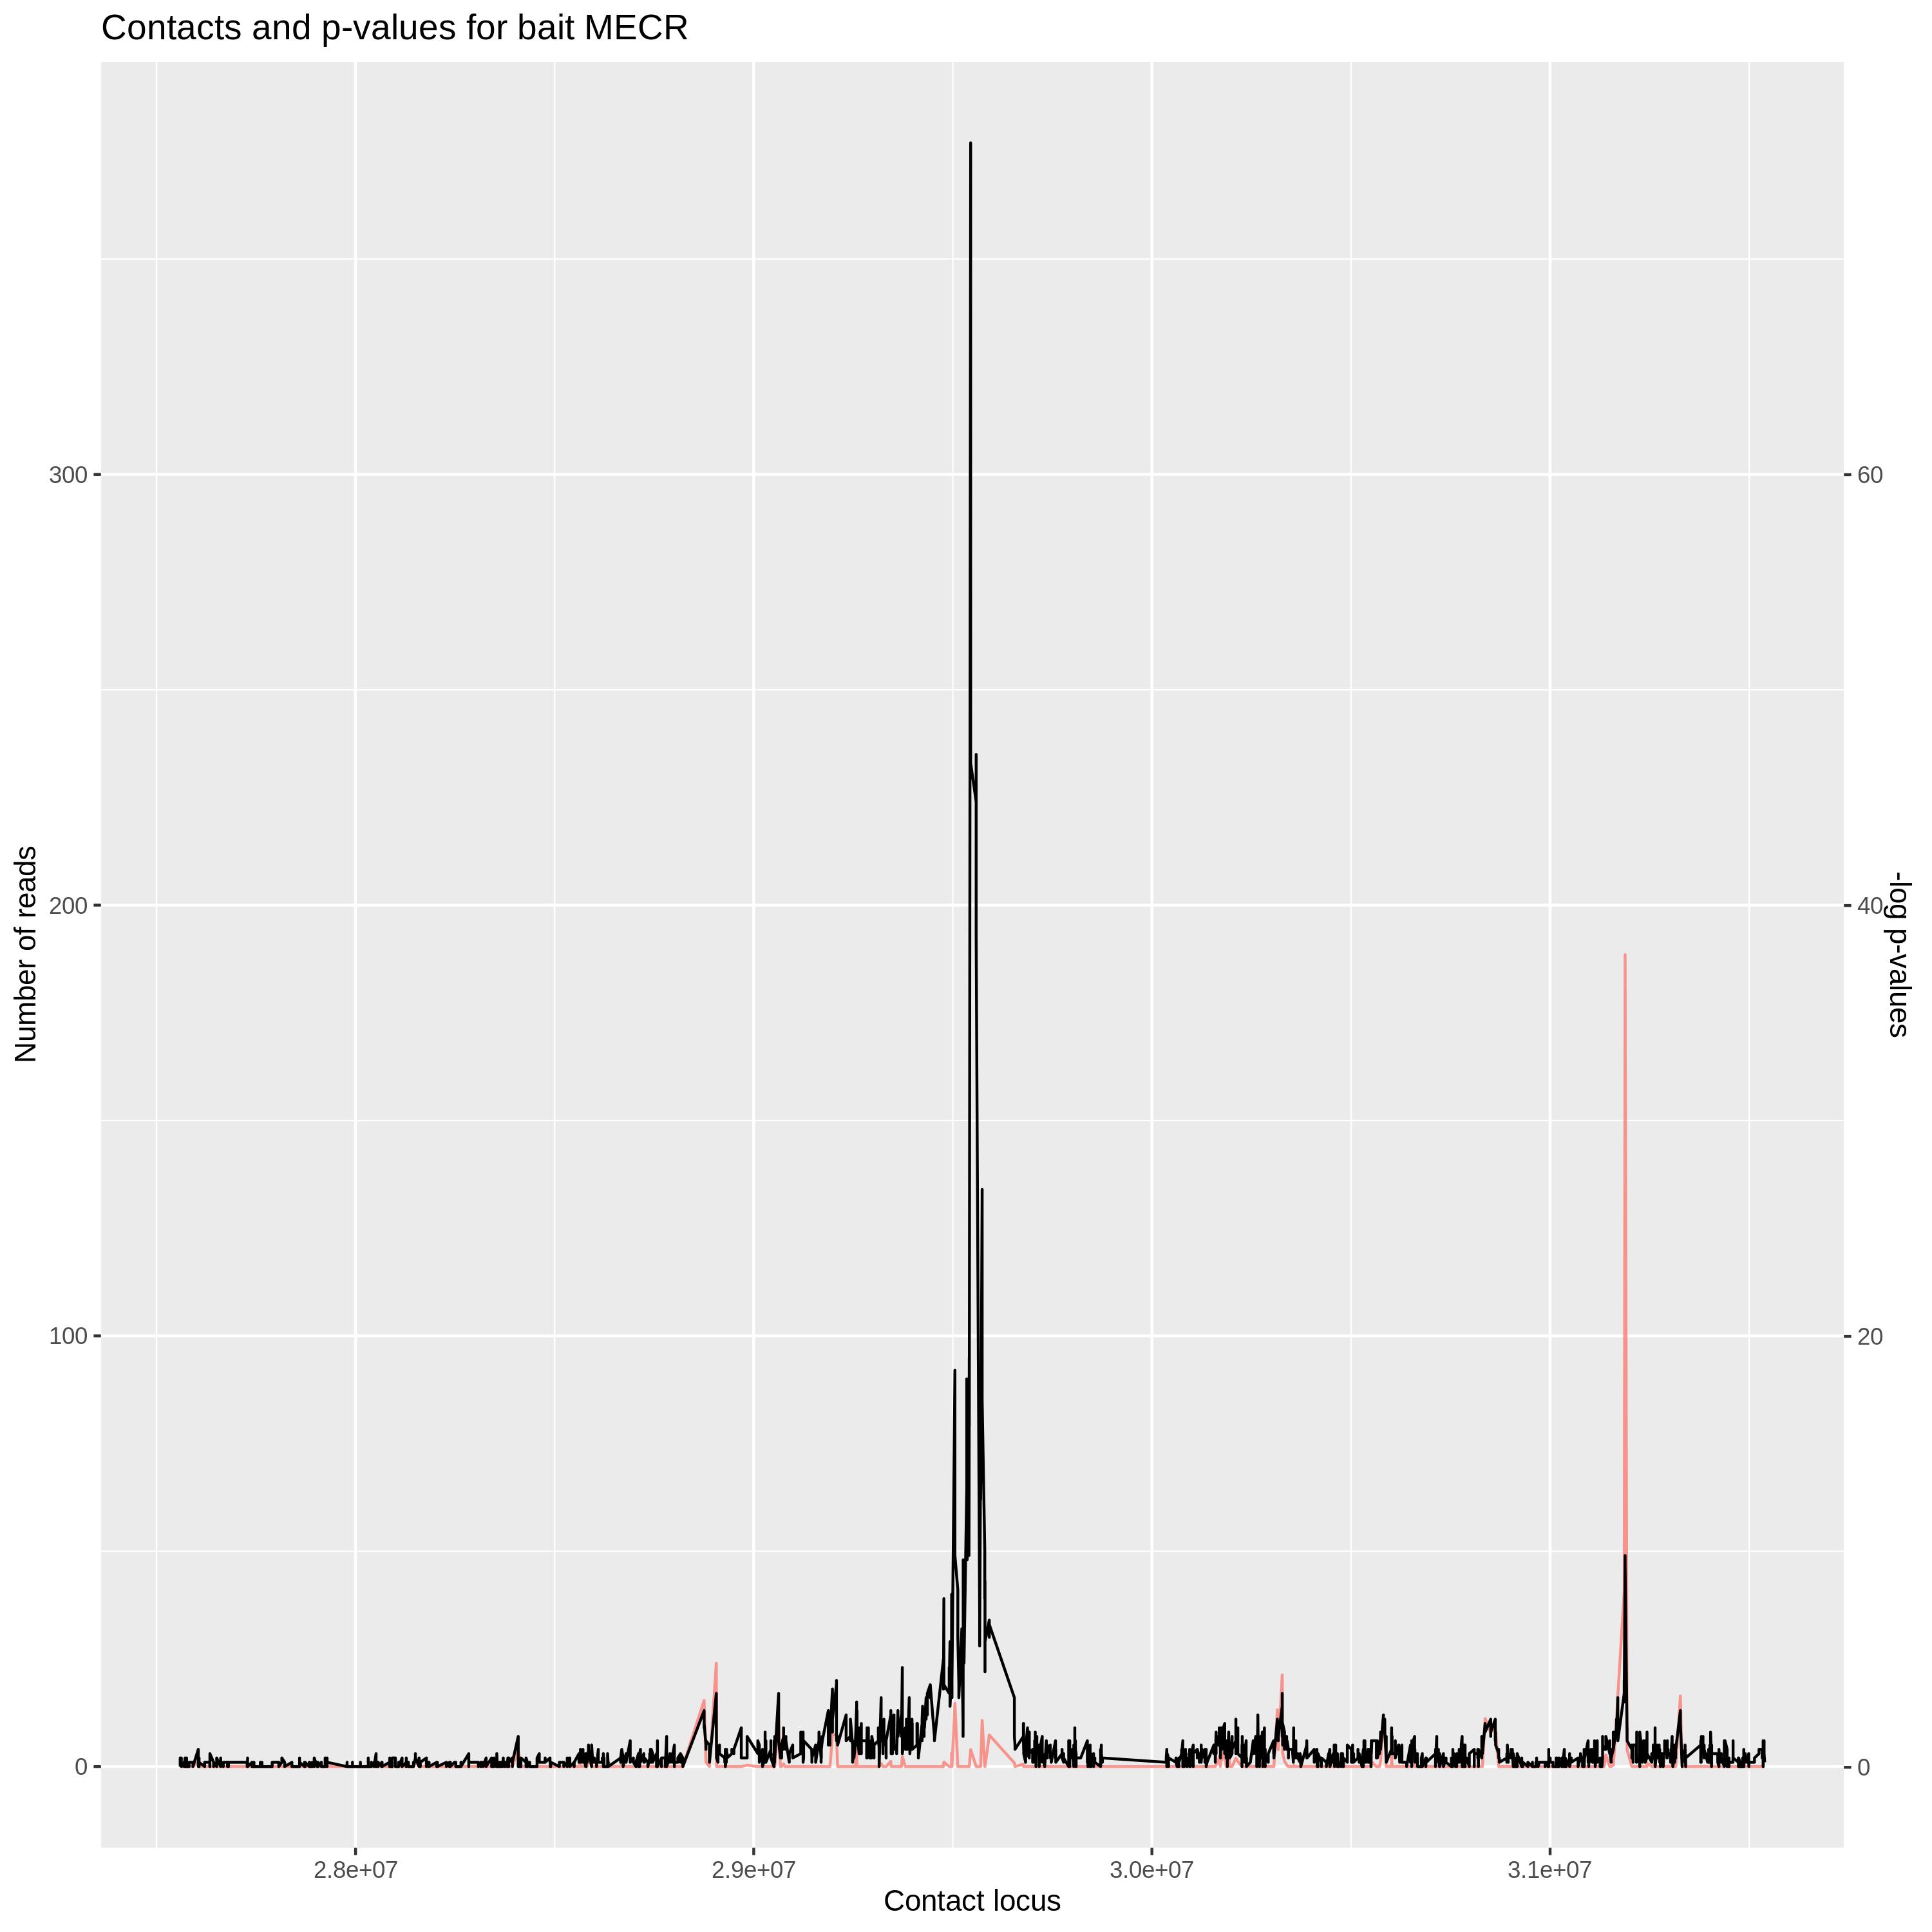 Contacts and p-values for bait MECR
300
200
100
0
Number of reads
60
40
20
0
-log p-values
2.8e+07
2.9e+07
3.0e+07
3.1e+07
Contact locus